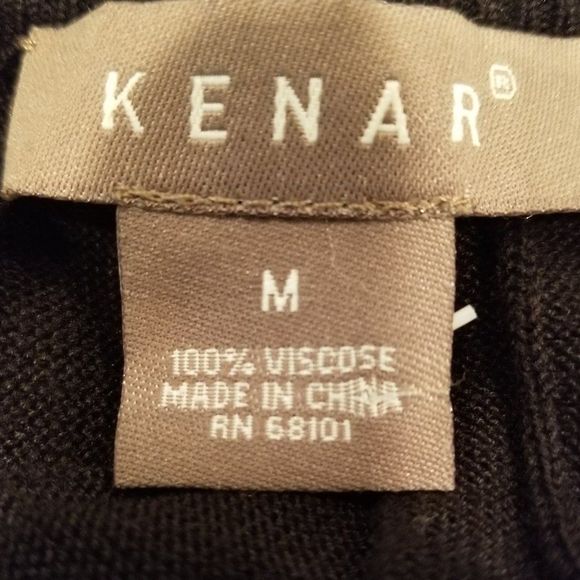 KENAR®
M
100% VISCOSE
MADE IN CHINA
RN 68101